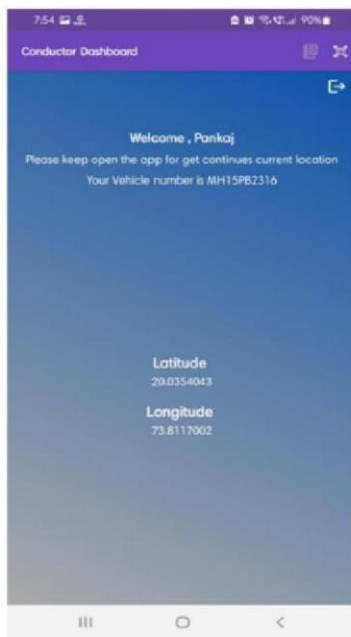 7:54 90%
Conductor Dashboard
Welcome , Pankaj
Please keep open the app for get continues current location
Your Vehicle number is MH15PB2316
Latitude
20.0354043
Longitude
73.8117002